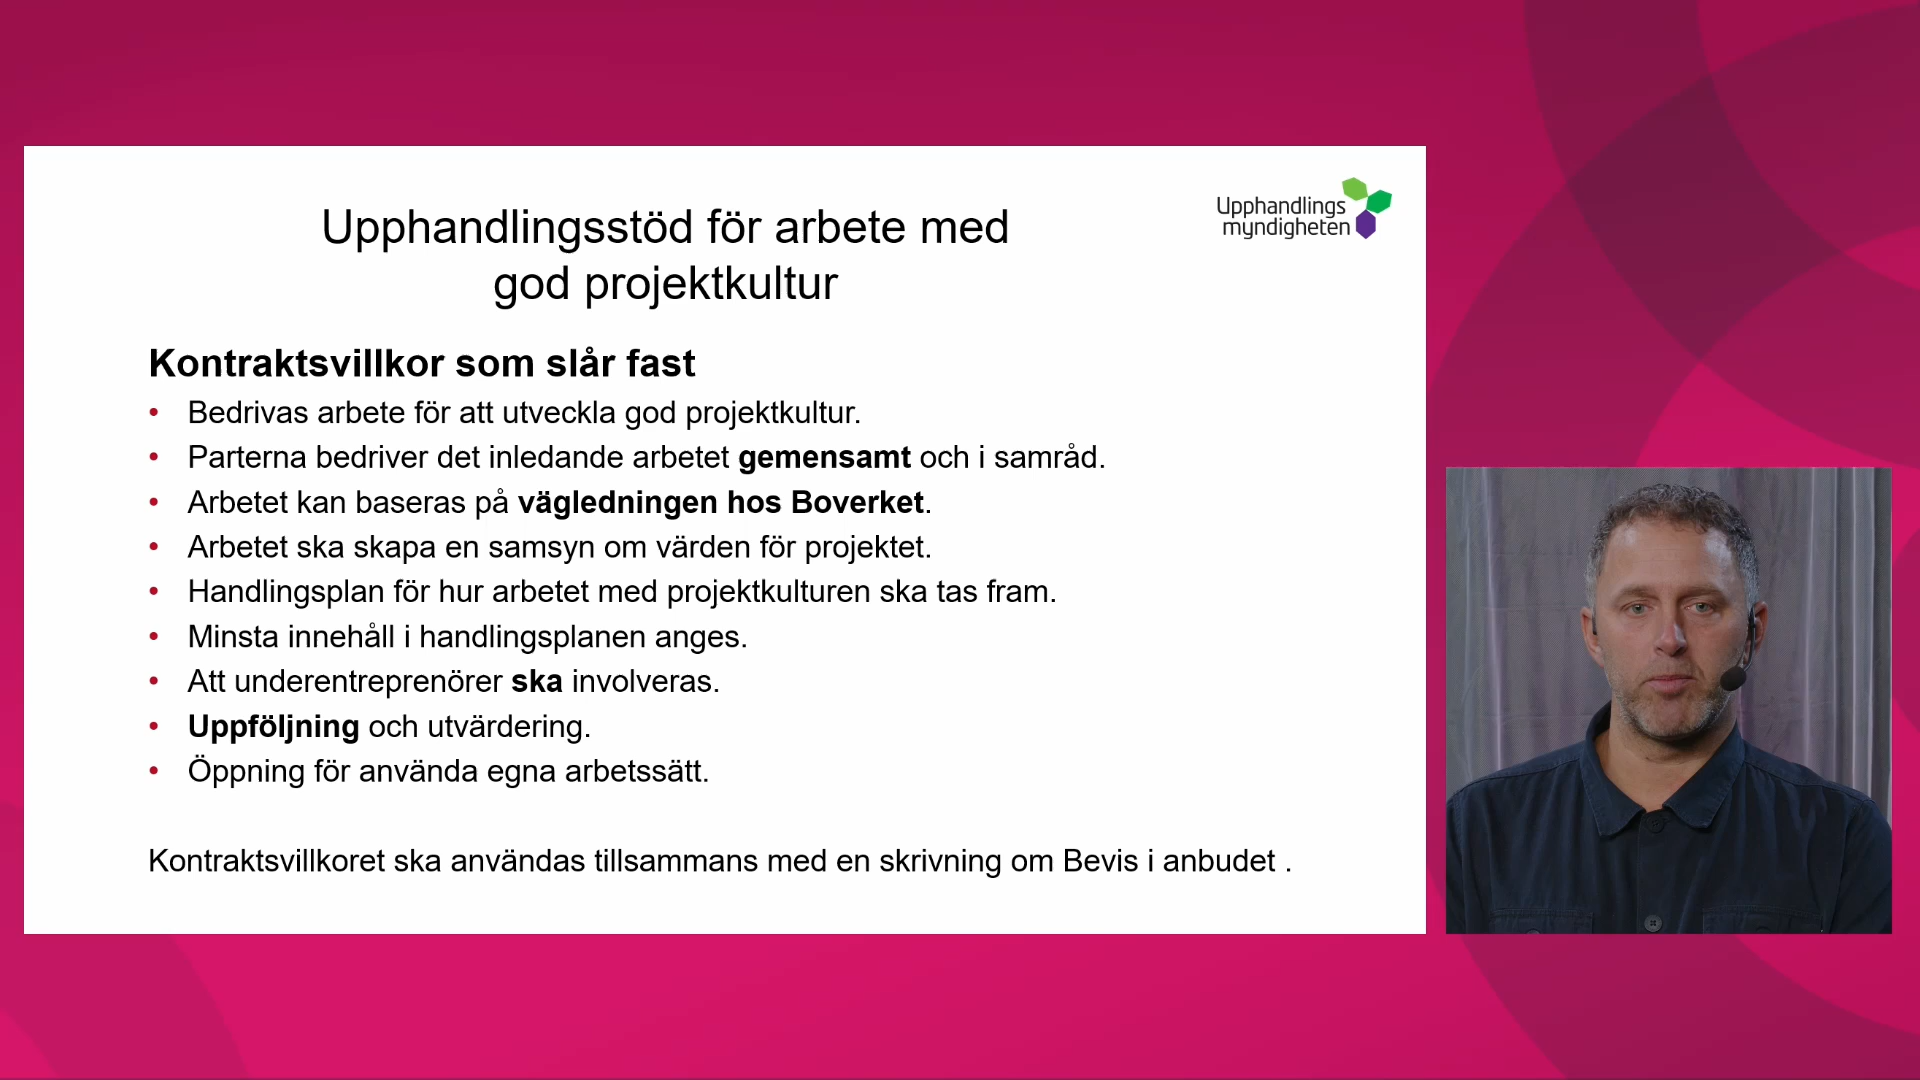 Upphandlings
myndigheten
Upphandlingsstöd för arbete med
god projektkultur
Kontraktsvillkor som slår fast
• Bedrivas arbete för att utveckla god projektkultur.
• Parterna bedriver det inledande arbetet gemensamt och i samråd.
• Arbetet kan baseras på vägledningen hos Boverket.
• Arbetet ska skapa en samsyn om värden för projektet.
• Handlingsplan för hur arbetet med projektkulturen ska tas fram.
• Minsta innehåll i handlingsplanen anges.
• Att underentreprenörer ska involveras.
• Uppföljning och utvärdering.
• Öppning för använda egna arbetssätt.
Kontraktsvillkoret ska användas tillsammans med en skrivning om Bevis i anbudet .